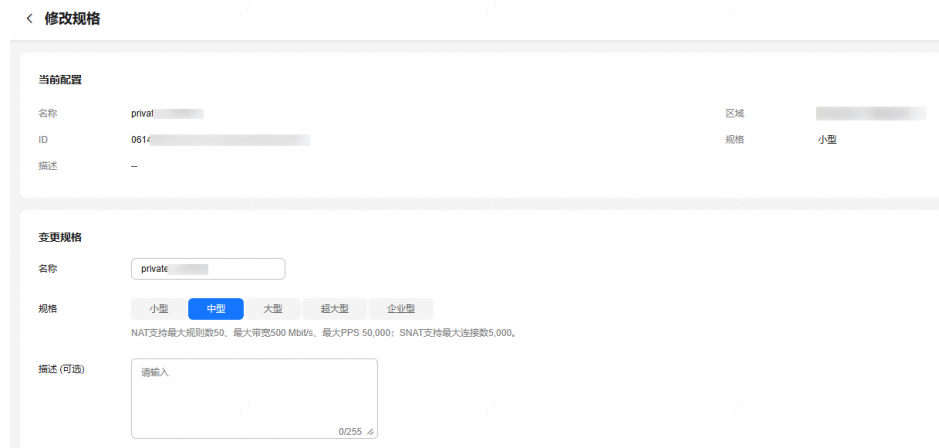 修改规格
当前配置
名称 privat 区域
ID 0614 规格 小型
描述 --
变更规格
名称 private
规格 小型 中型 大型 超大型 企业型
NAT支持最大规则数50、最大带宽500 Mbit/s、最大PPS 50,000；SNAT支持最大连接数5,000。
描述 (可选) 请输入
0/255